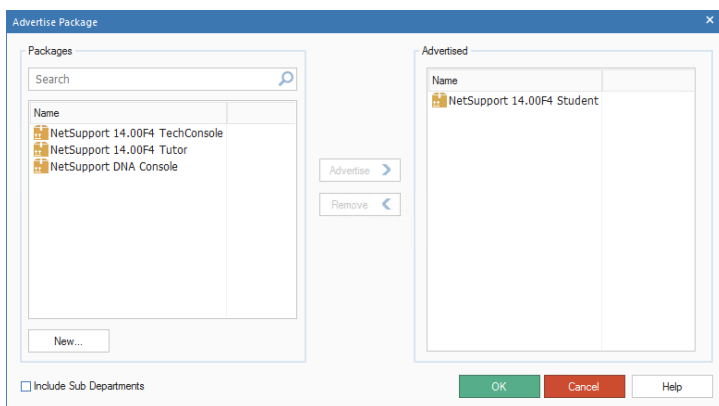 Advertise Package
Packages
Search
Name
NetSupport 14.00F4 TechConsole
NetSupport 14.00F4 Tutor
NetSupport DNA Console
New...
Advertise
Remove
Advertised
Name
NetSupport 14.00F4 Student
Include Sub Departments
OK
Cancel
Help